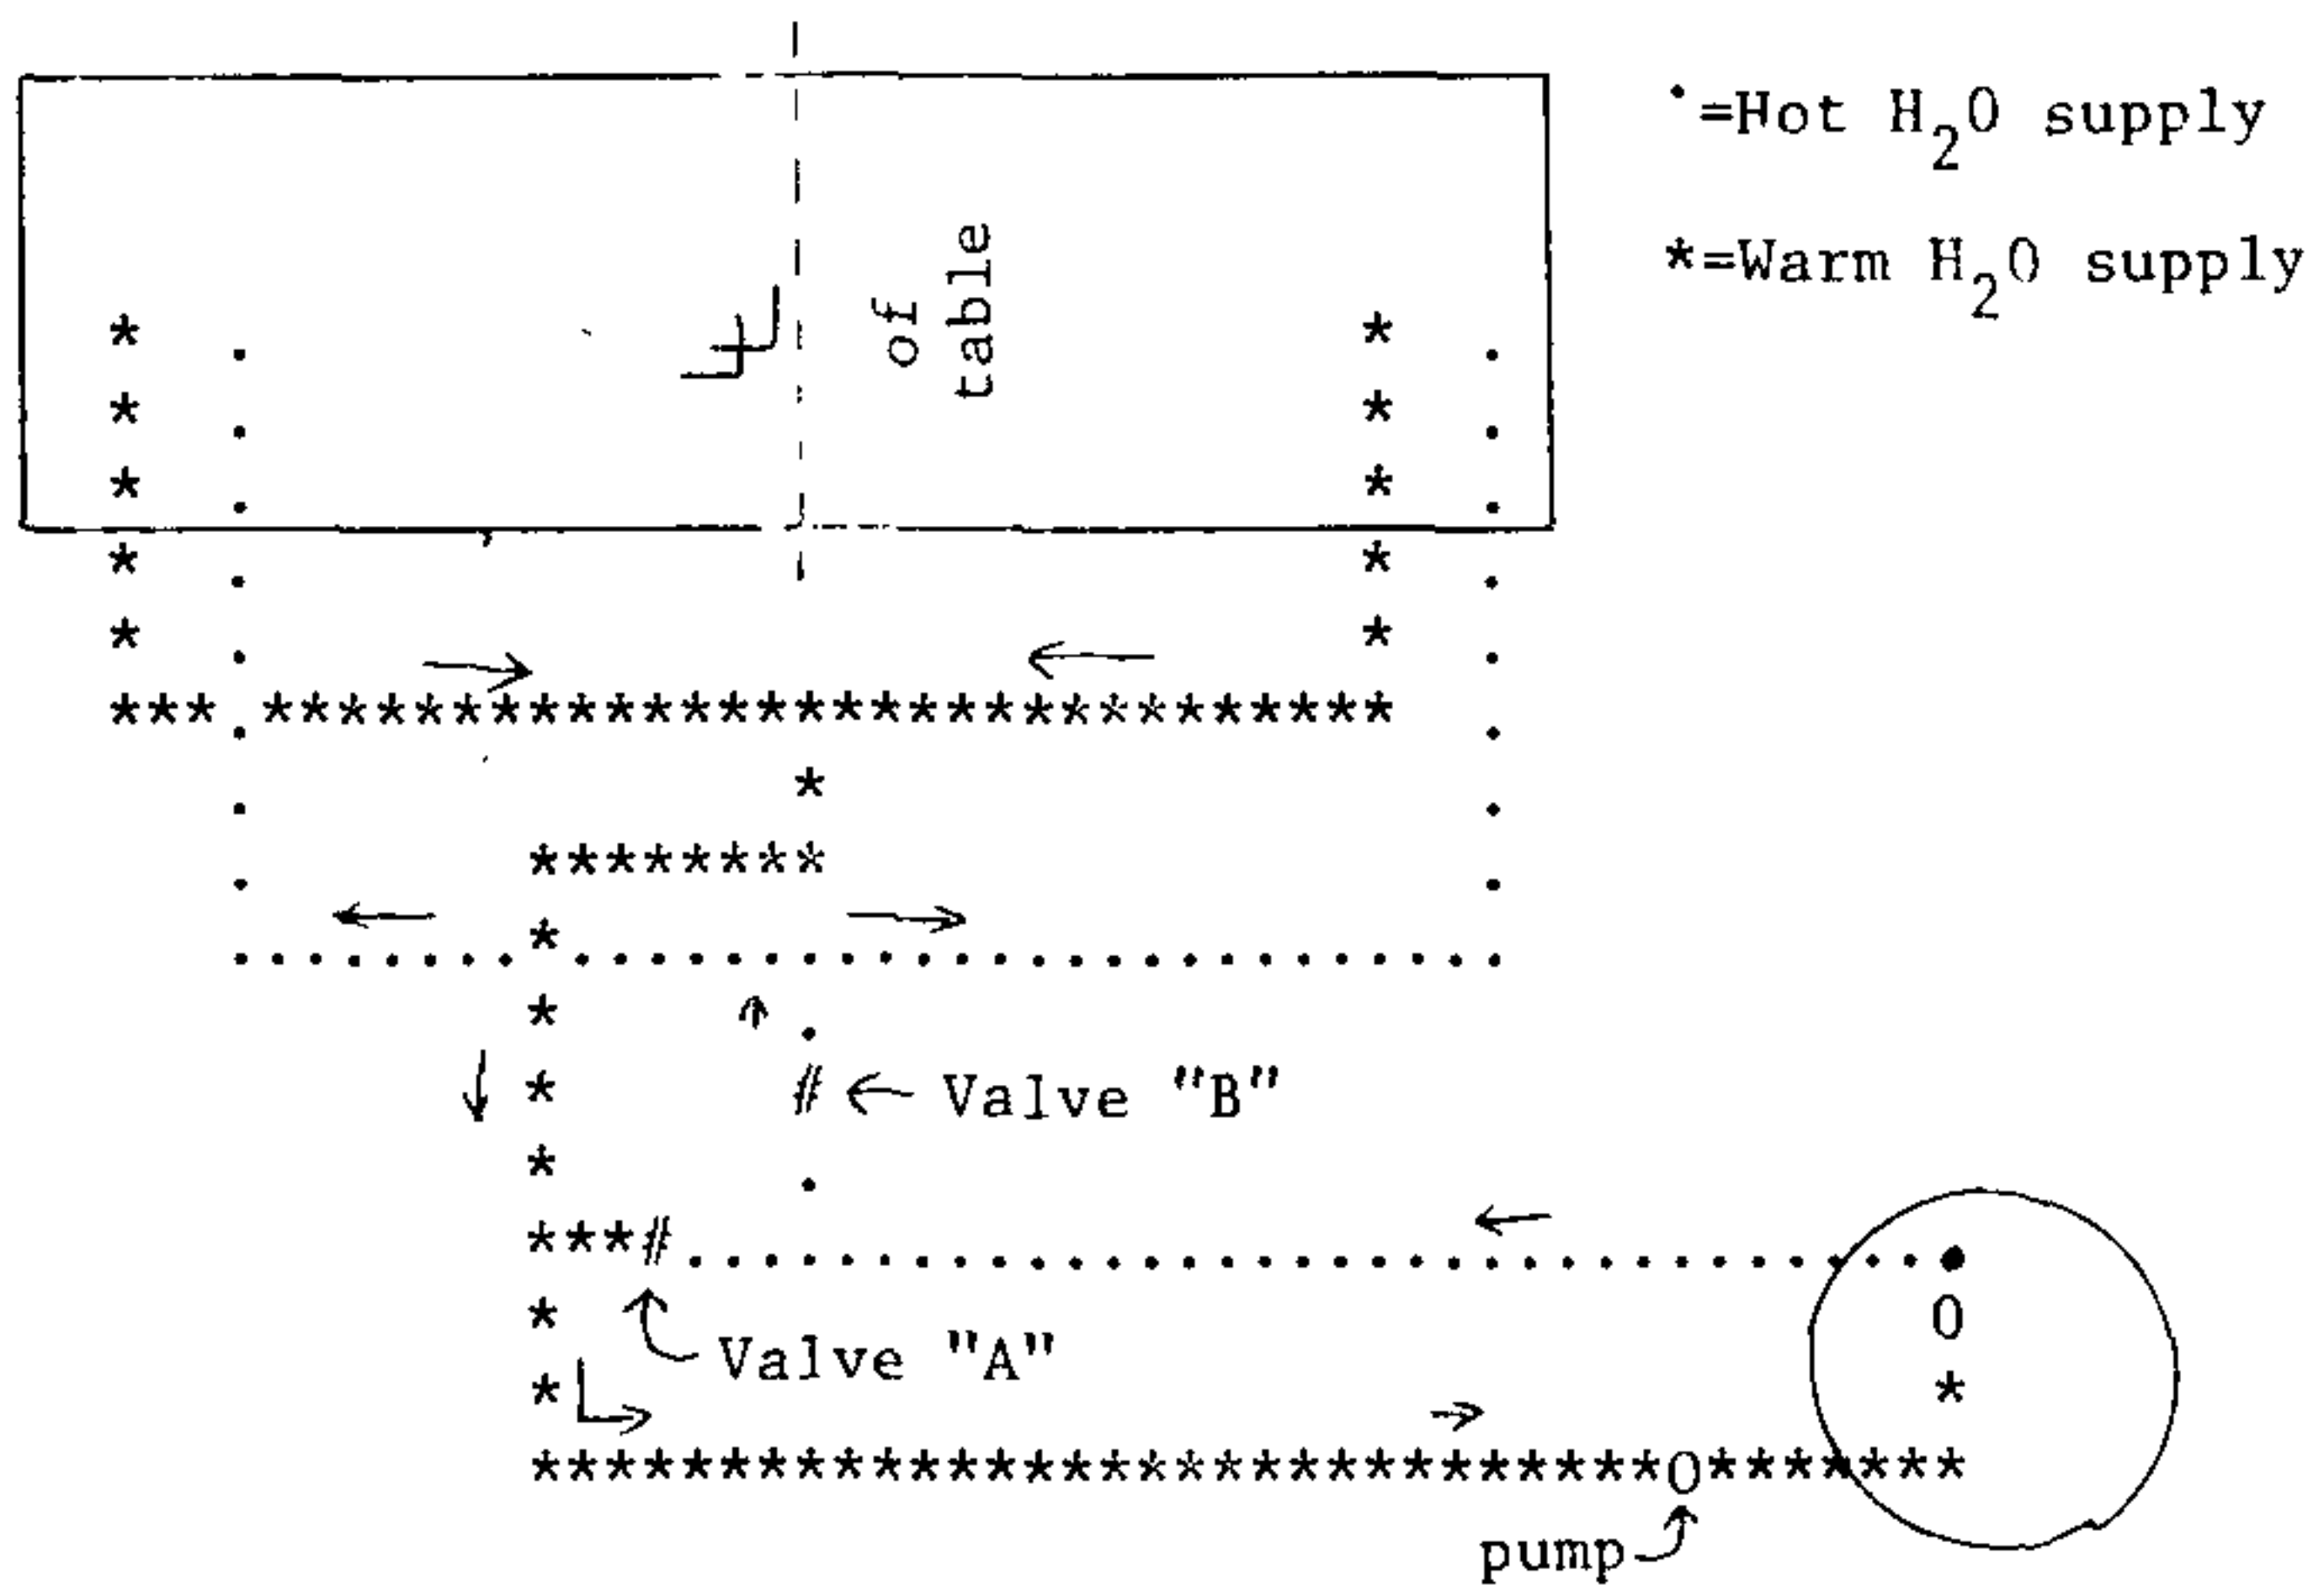 ·=Hot H2O supply
*=Warm H2O supply
of
table
Valve "B"
Valve "A"
pump